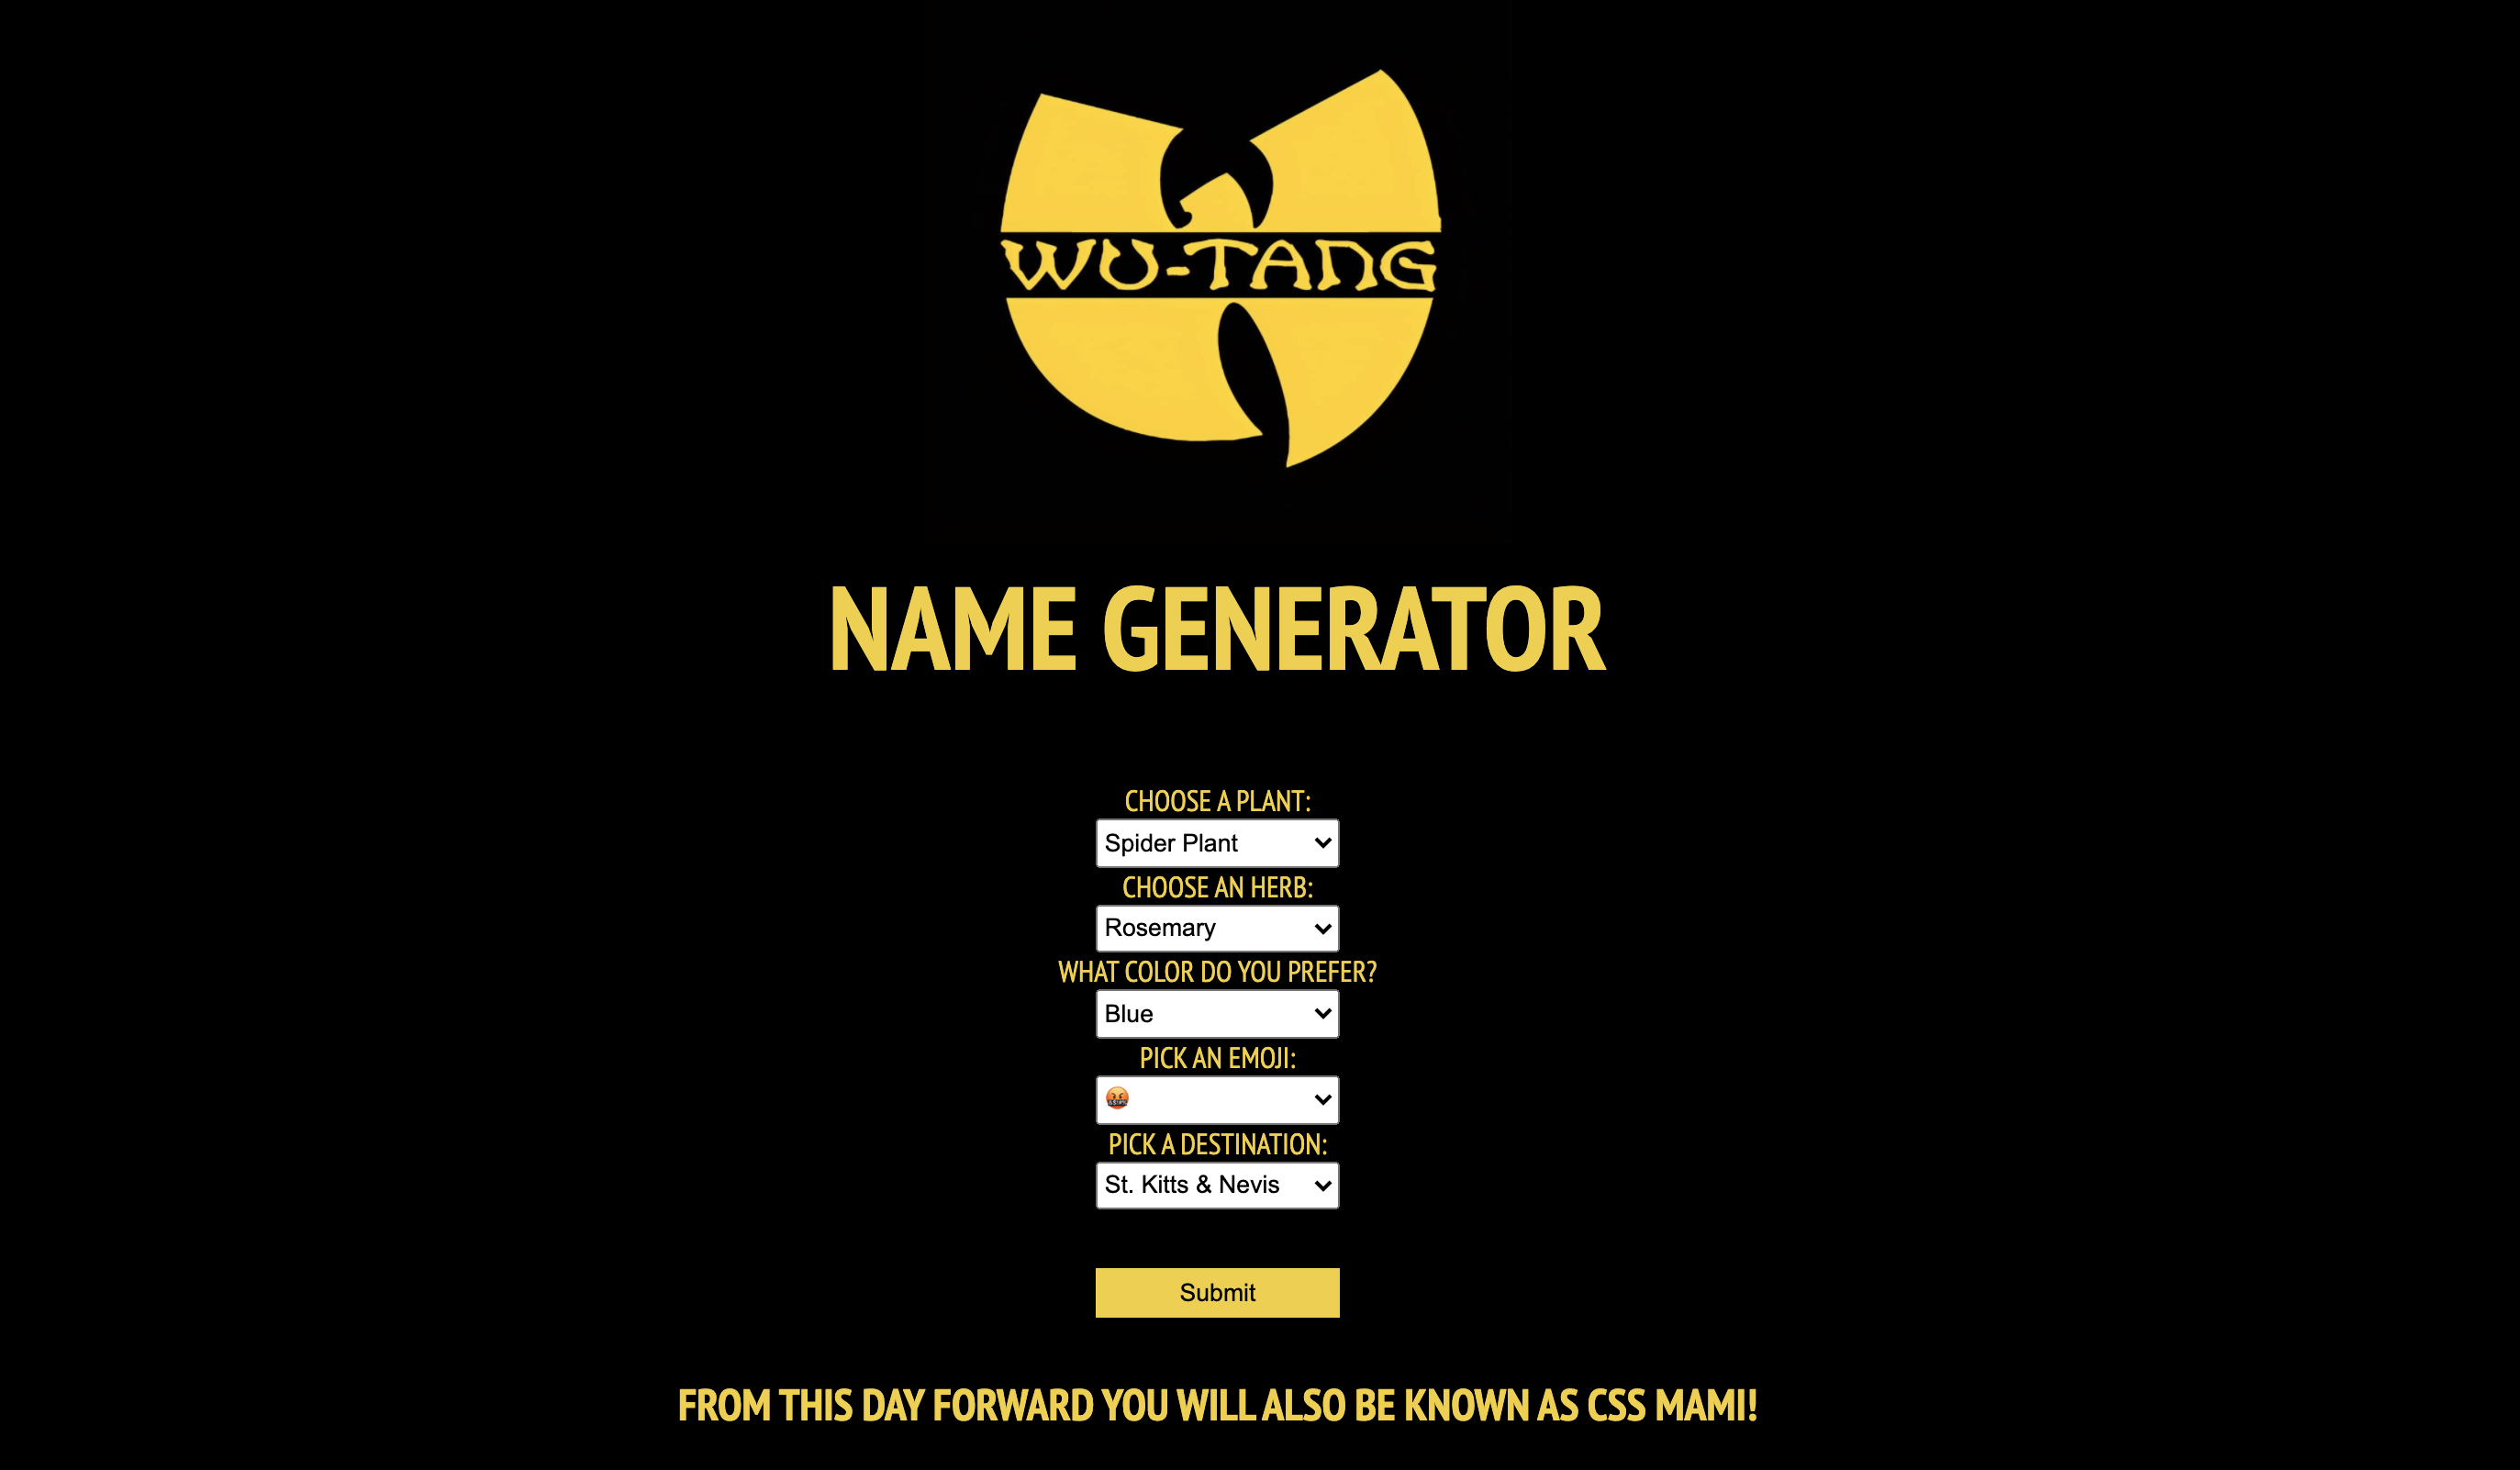 WU-TANG
NAME GENERATOR
CHOOSE A PLANT:
Spider Plant
CHOOSE AN HERB:
Rosemary
WHAT COLOR DO YOU PREFER?
Blue
PICK AN EMOJI:
🤬
PICK A DESTINATION:
St. Kitts & Nevis
Submit
FROM THIS DAY FORWARD YOU WILL ALSO BE KNOWN AS CSS MAMI!